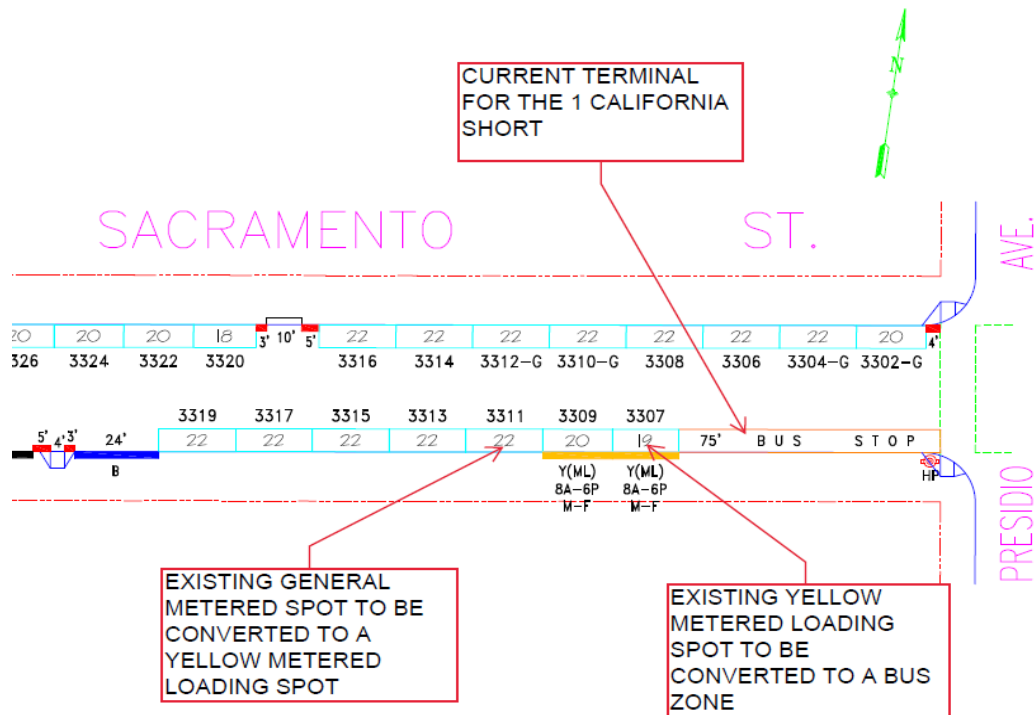 CURRENT TERMINAL
FOR THE 1 CALIFORNIA
SHORT
N
SACRAMENTO ST.
AVE.
20 20 20 18 3' 10' 5' 22 22 22 22 22 22 22 20 4'
326 3324 3322 3320 3316 3314 3312-G 3310-G 3308 3306 3304-G 3302-G
3319 3317 3315 3313 3311 3309 3307
5' 4' 3' 24' 22 22 22 22 22 20 19 75' BUS STOP
B Y(ML) Y(ML) HP
8A-6P 8A-6P
M-F M-F
PRESIDIO
EXISTING GENERAL
METERED SPOT TO BE
CONVERTED TO A
YELLOW METERED
LOADING SPOT
EXISTING YELLOW
METERED LOADING
SPOT TO BE
CONVERTED TO A BUS
ZONE